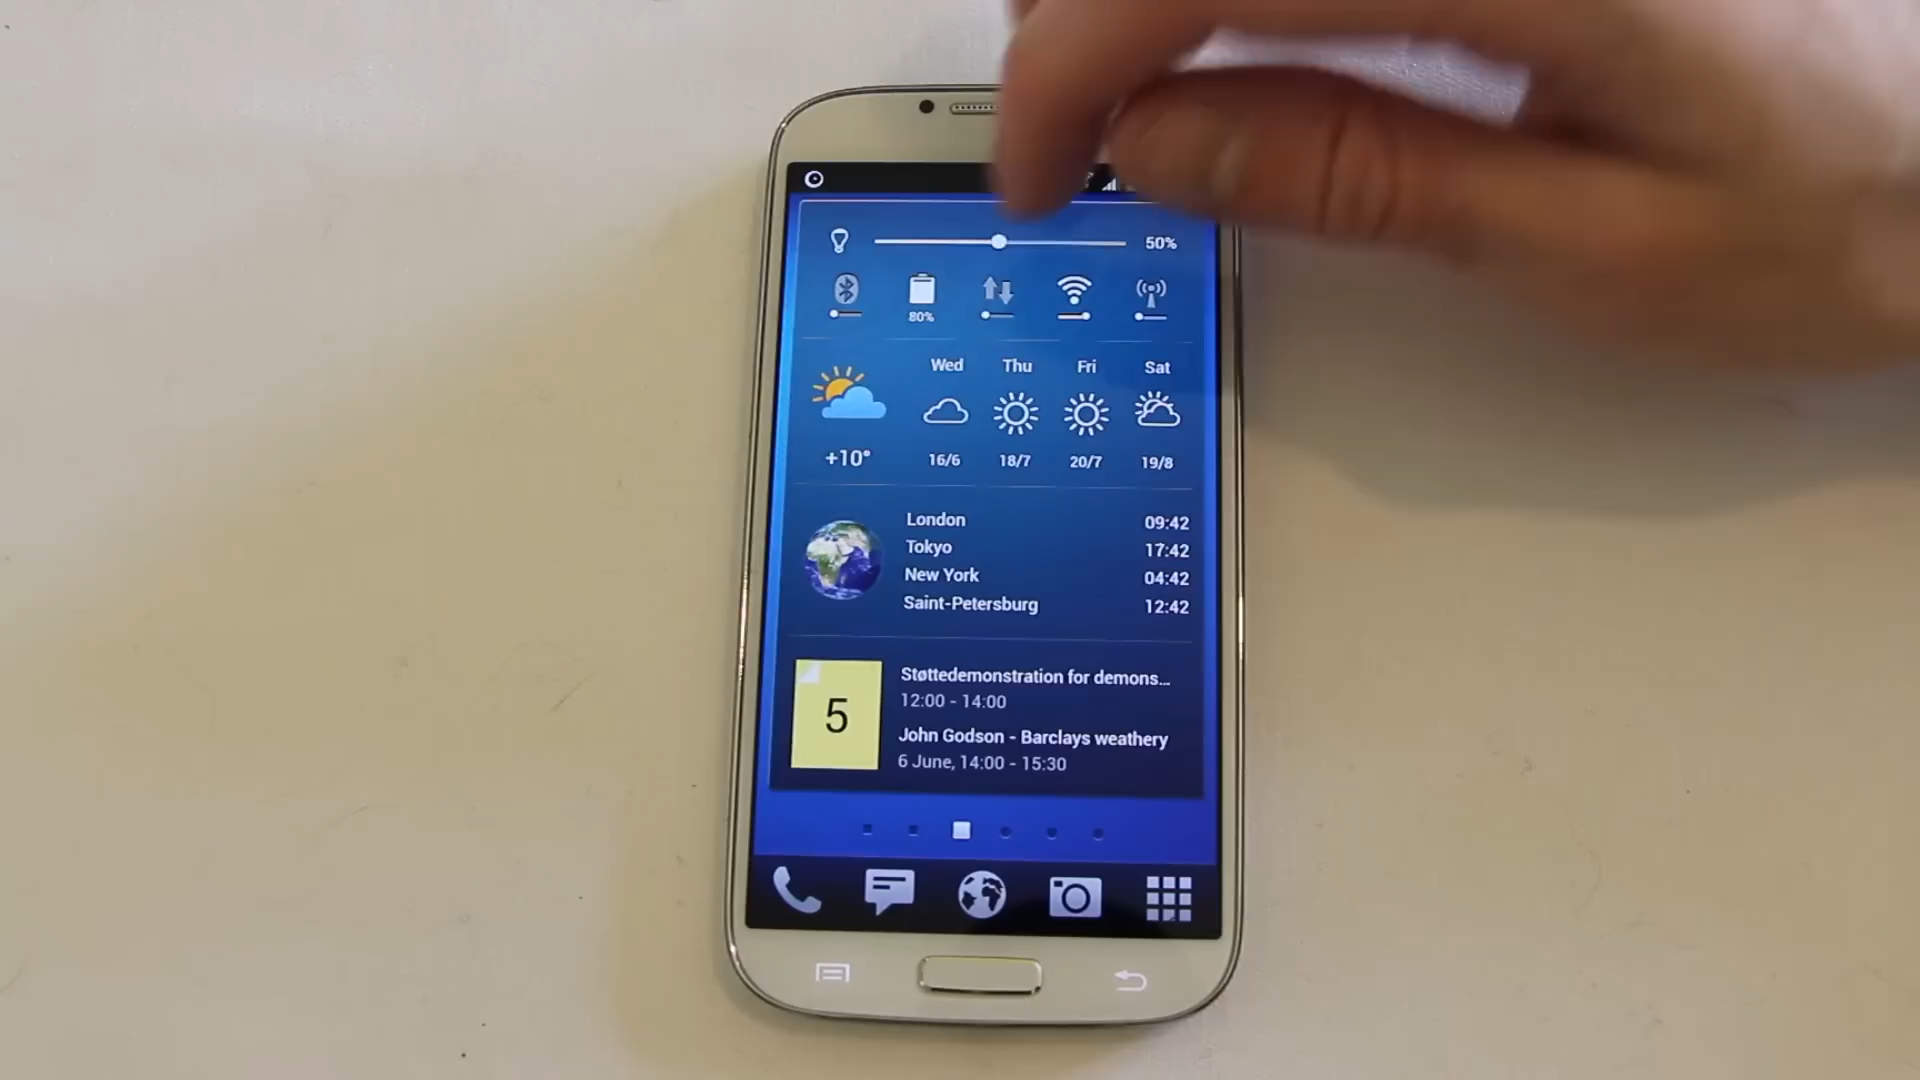 50%
80%
Wed Thu Fri Sat
+10° 16/6 18/7 20/7 19/8
London 09:42
Tokyo 17:42
New York 04:42
Saint-Petersburg 12:42
5
Støttedemonstration for demons...
12:00 - 14:00
John Godson - Barclays weathery
6 June, 14:00 - 15:30